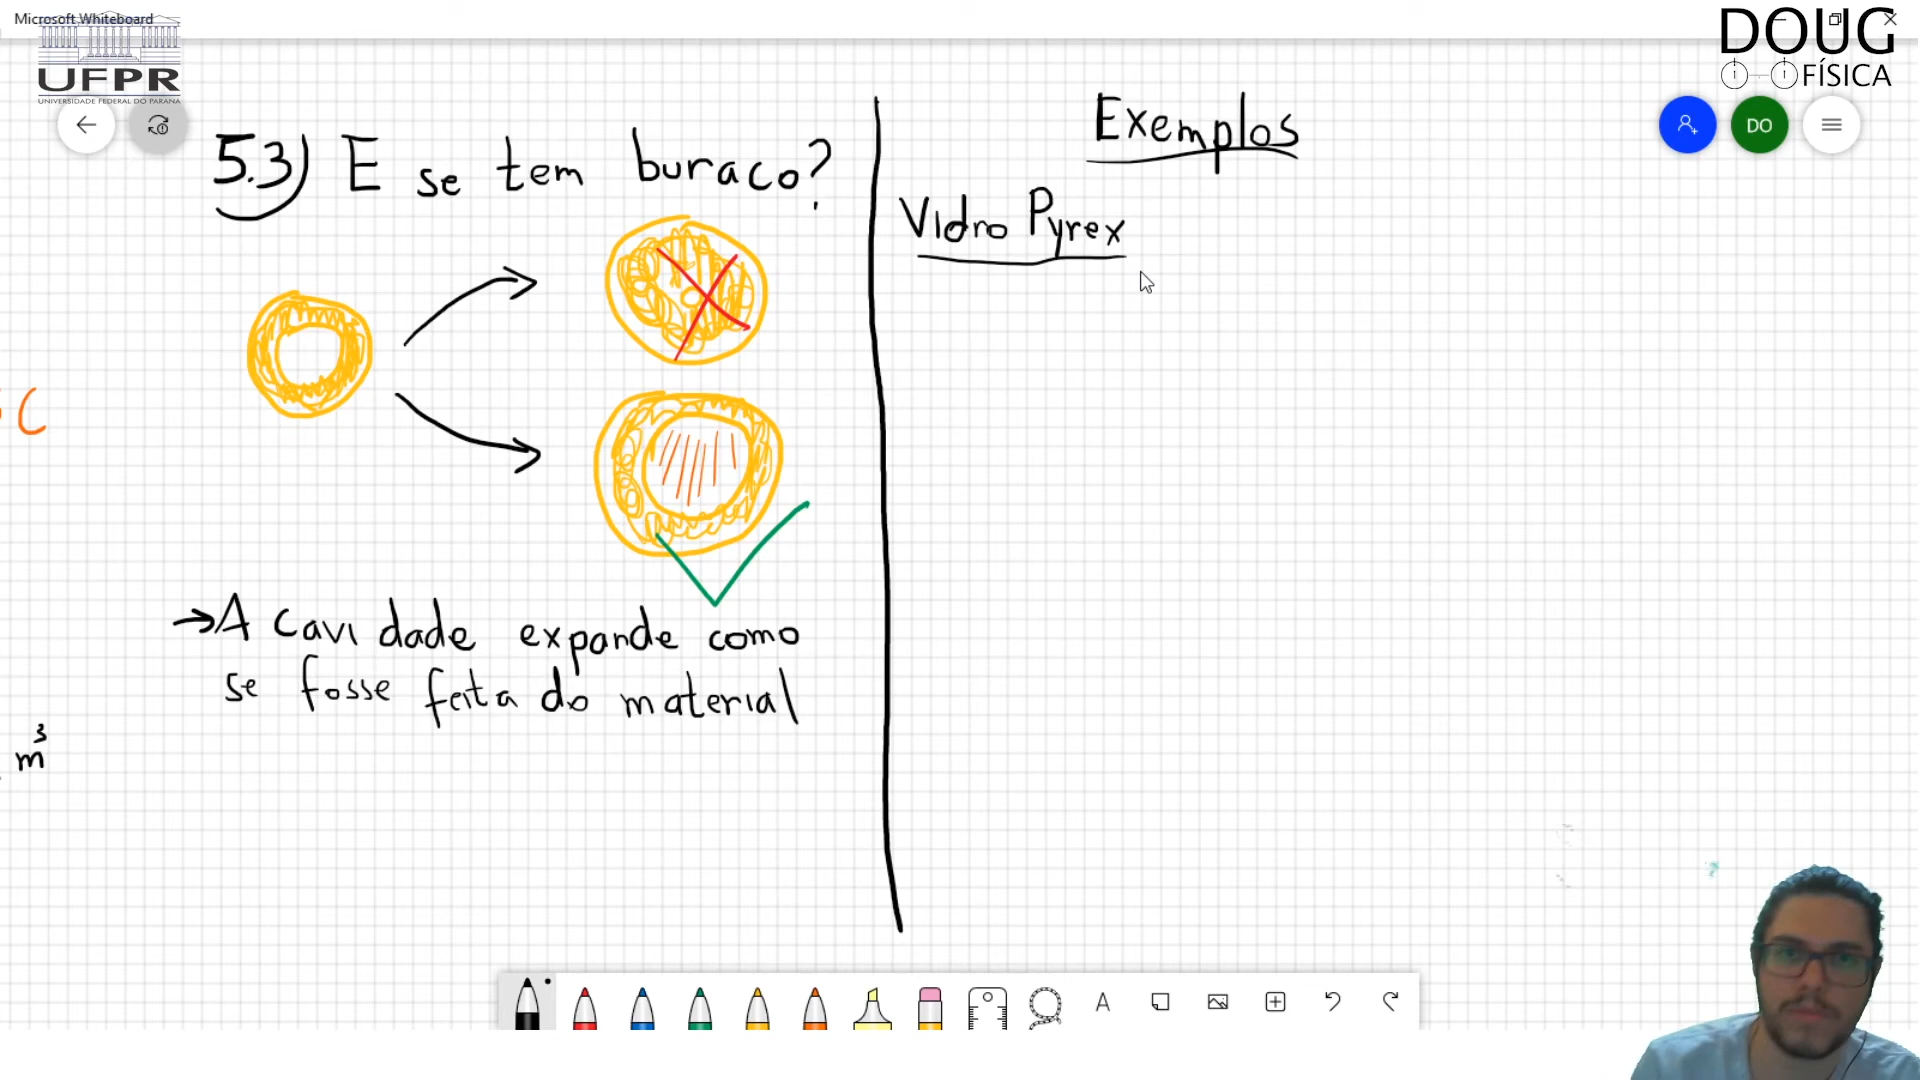 Microsoft Whiteboard
UFPR
UNIVERSIDADE FEDERAL DO PARANÁ
DOUG
FÍSICA
DO
5.3) E se tem buraco?
C
→ A cavidade expande como
se fosse feita do material
m³
Exemplos
Vidro Pyrex
A